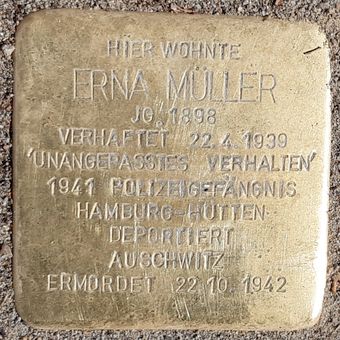 HIER WOHNTE
ERNA MÜLLER
JG. 1898
VERHAFTET 22.4.1939
'UNANGEPASSTES VERHALTEN'
1941 POLIZEIGEFÄNGNIS
HAMBURG-HÜTTEN
DEPORTIERT
AUSCHWITZ
ERMORDET 22.10.1942